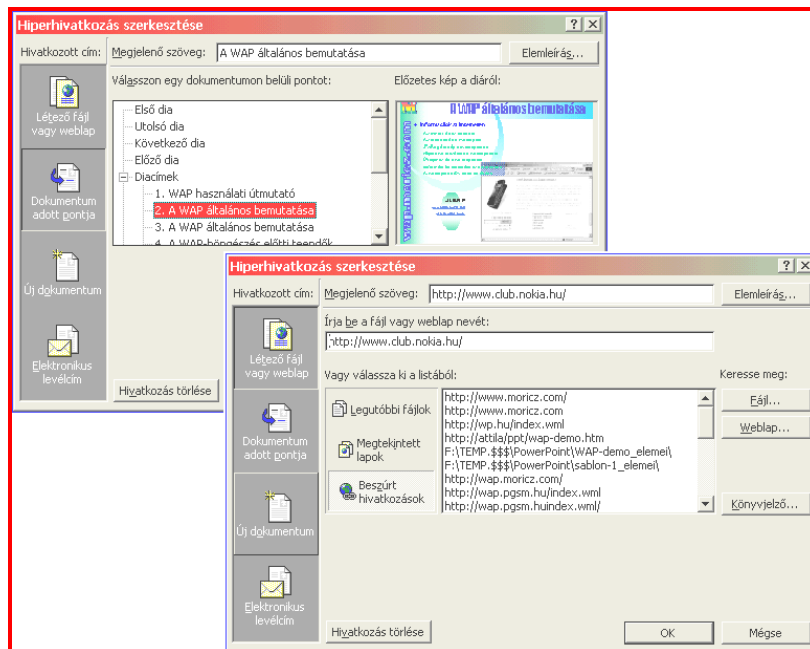 Hiperhivatkozás szerkesztése
Hivatkozott cím:
Megjelenő szöveg: A WAP általános bemutatása
Elemleírás...
Létező fájl
vagy weblap
Dokumentum
adott pontja
Új dokumentum
Elektronikus
levélcím
Válasszon egy dokumentumon belüli pontot:
Első dia
Utolsó dia
Következő dia
Előző dia
Diacímek
1. WAP használati útmutató
2. A WAP általános bemutatása
3. A WAP általános bemutatása
4. A WAP-böngészés előtti teendők
Előzetes kép a diáról:
A WAP általános bemutatása
Hivatkozás törlése
Hiperhivatkozás szerkesztése
Hivatkozott cím:
Megjelenő szöveg: http://www.club.nokia.hu/
Elemleírás...
Létező fájl
vagy weblap
Dokumentum
adott pontja
Új dokumentum
Elektronikus
levélcím
Írja be a fájl vagy weblap nevét:
http://www.club.nokia.hu/
Vagy válassza ki a listából:
Legutóbbi fájlok
Megtekintett
lapok
Beszúrt
hivatkozások
http://www.moricz.com/
http://www.moricz.com
http://wp.hu/index.wml
http://attila/ppt/wap-demo.htm
F:\TEMP.$$$\PowerPoint\WAP-demo_elemei\
F:\TEMP.$$$\PowerPoint\sablon-1_elemei\
http://wap.moricz.com/
http://wap.pgsm.hu/index.wml
http://wap.pgsm.huindex.wml/
Keresse meg:
Fájl...
Weblap...
Könyvjelző...
Hivatkozás törlése
OK
Mégse